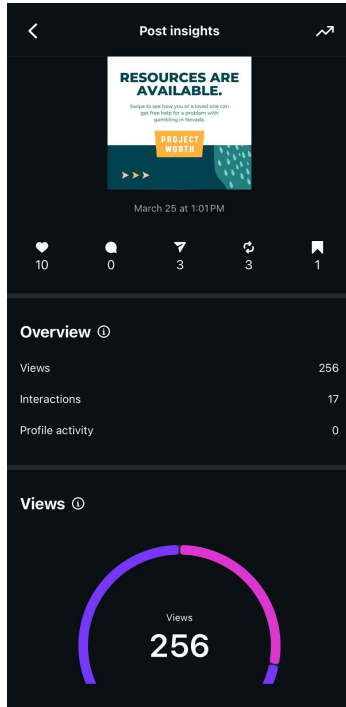 Post insights
RESOURCES ARE
AVAILABLE.
Swipe to see how you or a loved one can
get free help for a problem with
gambling in Nevada.
PROJECT
WORTH
March 25 at 1:01PM
10 0 3 3 1
Overview
Views 256
Interactions 17
Profile activity 0
Views
Views
256